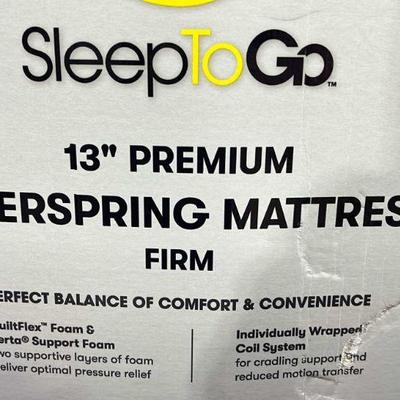 SleepToGo™
13" PREMIUM
ERSPRING MATTRES
FIRM
ERFECT BALANCE OF COMFORT & CONVENIENCE
uiltFlex™ Foam &
erta® Support Foam
wo supportive layers of foam
eliver optimal pressure relief
Individually Wrapped
Coil System
for cradling support and
reduced motion transfer